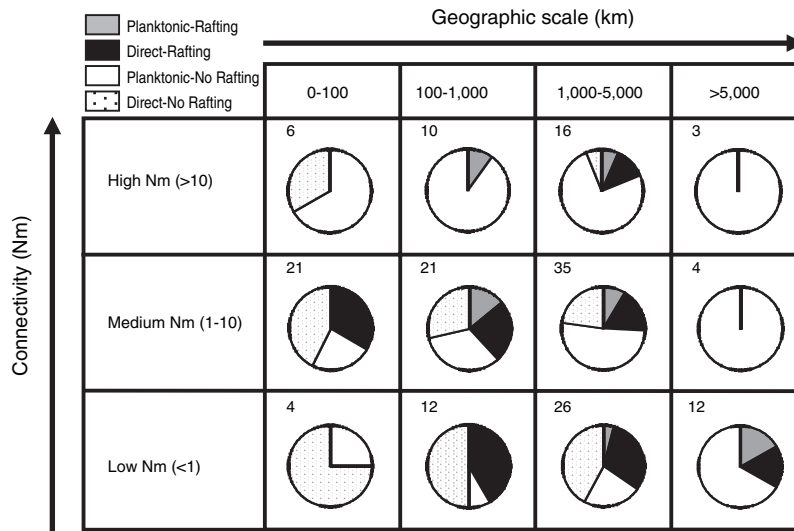 Geographic scale (km)
Planktonic-Rafting
Direct-Rafting
Planktonic-No Rafting
Direct-No Rafting
0-100 100-1,000 1,000-5,000 >5,000
Connectivity (Nm)
High Nm (>10)
6 10 16 3
Medium Nm (1-10)
21 21 35 4
Low Nm (<1)
4 12 26 12